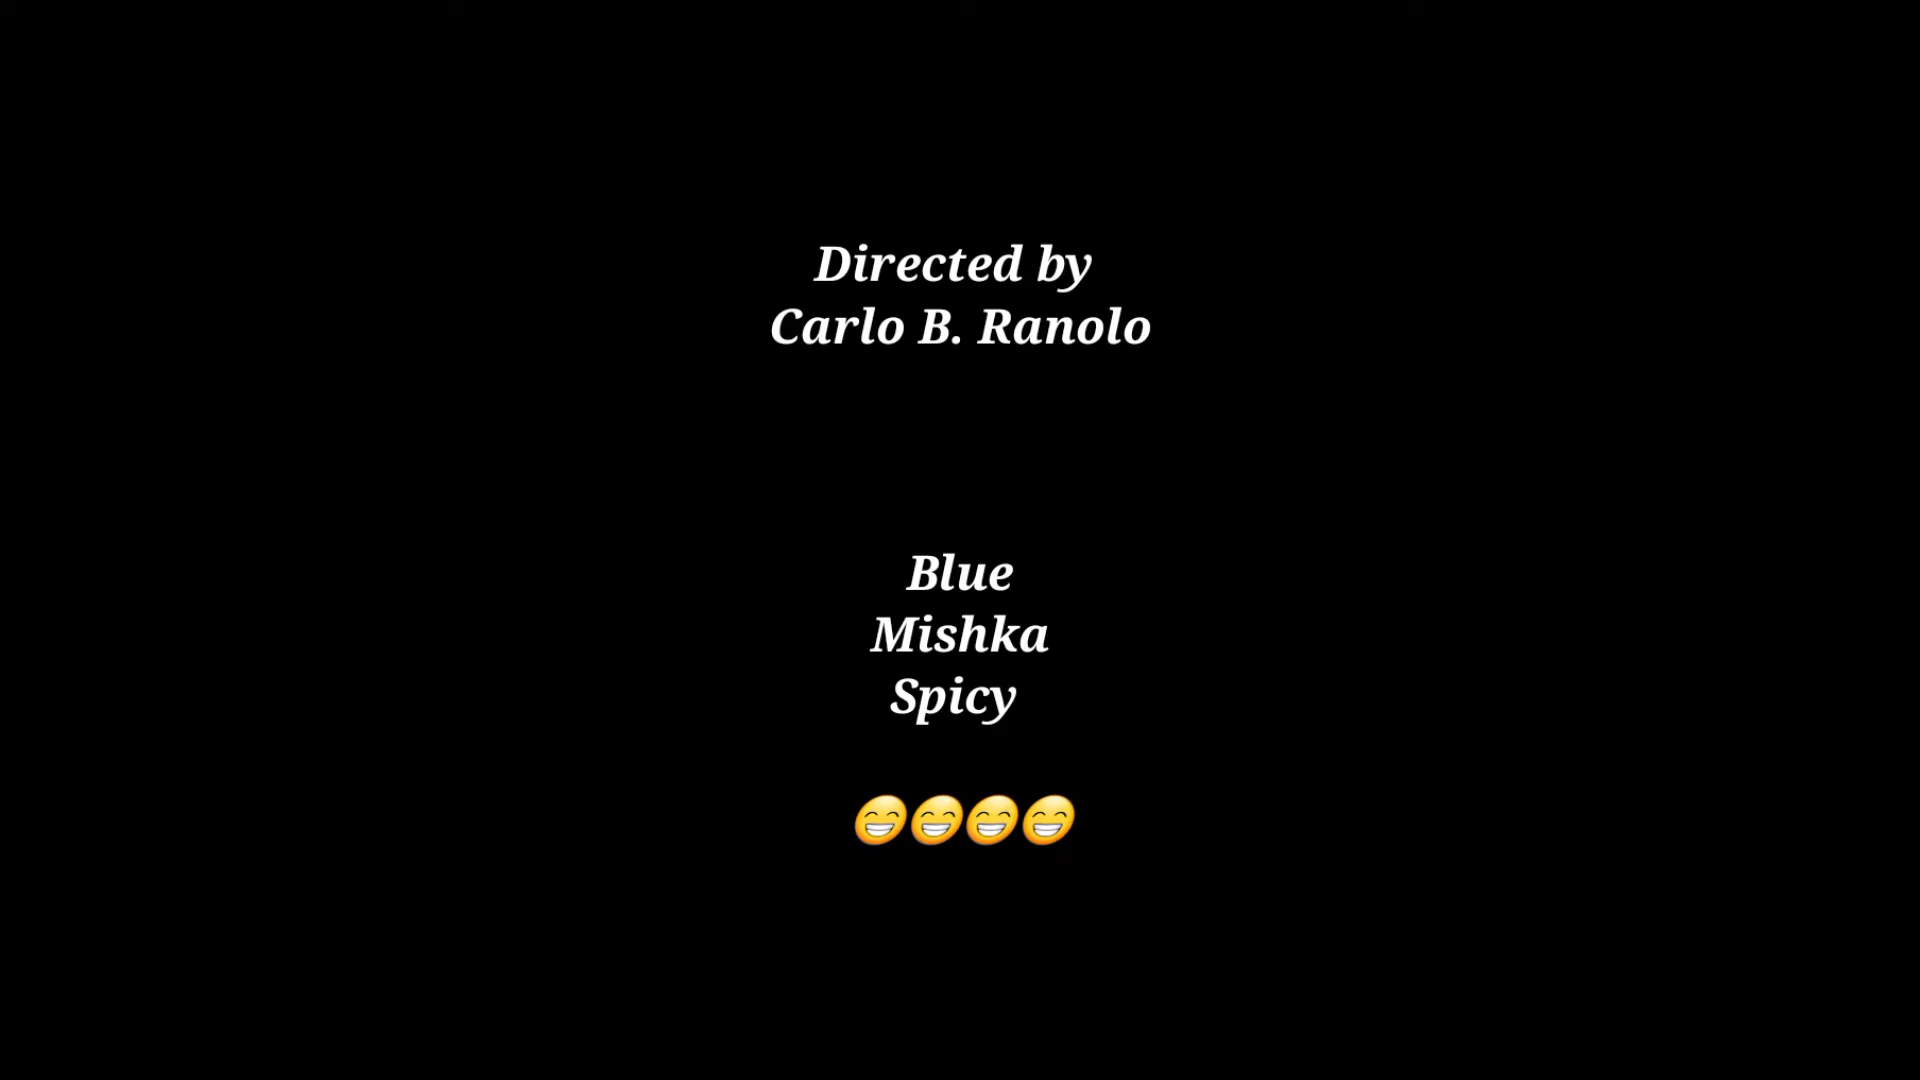 Directed by
Carlo B. Ranolo
Blue
Mishka
Spicy
😁😁😁😁